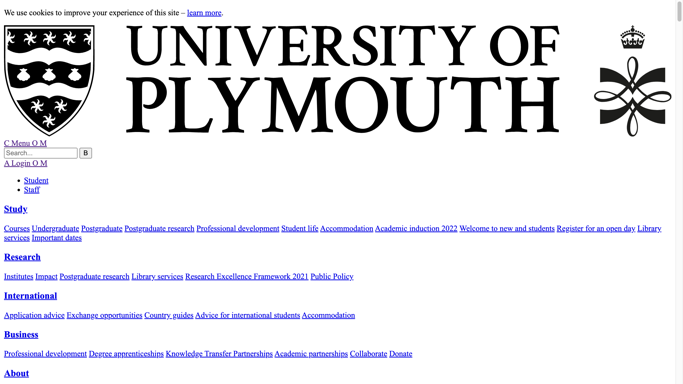 We use cookies to improve your experience of this site – learn more.
UNIVERSITY OF
PLYMOUTH
C Menu O M
Search... B
A Login O M
Student
Staff
Study
Courses Undergraduate Postgraduate Postgraduate research Professional development Student life Accommodation Academic induction 2022 Welcome to new and students Register for an open day Library
services Important dates
Research
Institutes Impact Postgraduate research Library services Research Excellence Framework 2021 Public Policy
International
Application advice Exchange opportunities Country guides Advice for international students Accommodation
Business
Professional development Degree apprenticeships Knowledge Transfer Partnerships Academic partnerships Collaborate Donate
About